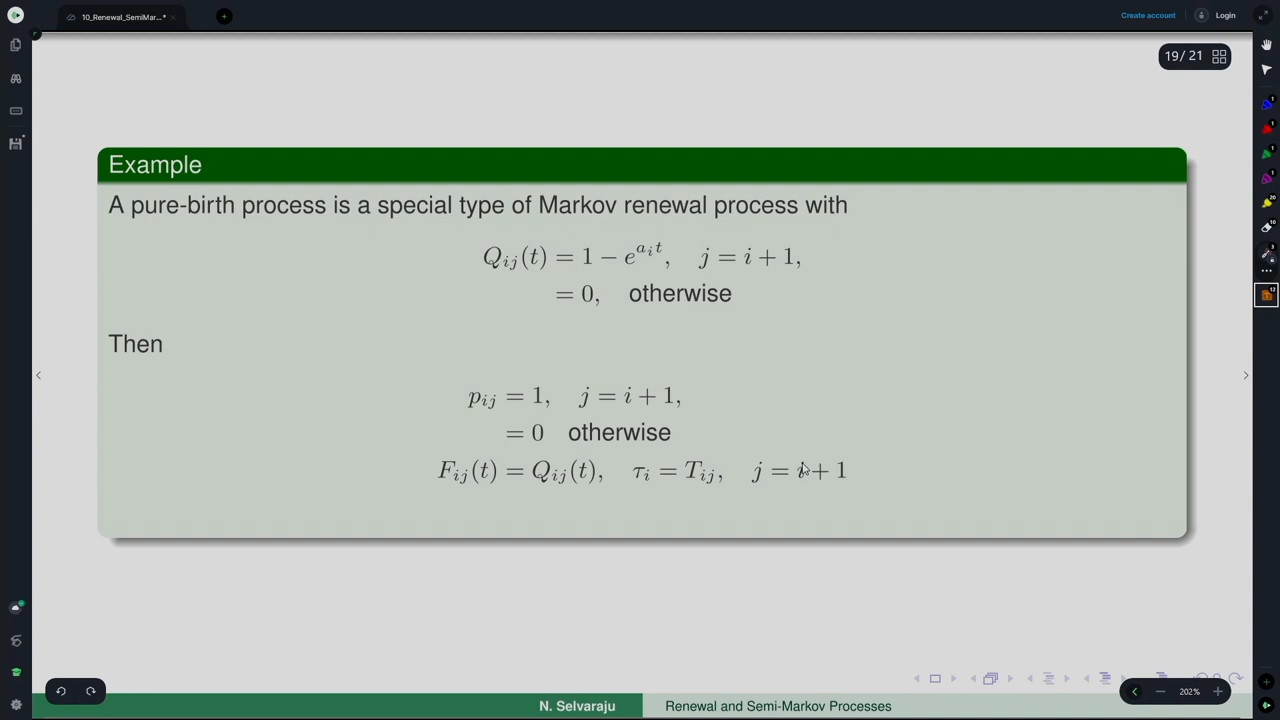 10_Renewal_SemiMar...*
Create account
Login
19/ 21
Example
A pure-birth process is a special type of Markov renewal process with
Q_{ij}(t) = 1 − e^{a_i t}, j = i + 1,
= 0, otherwise
Then
p_{ij} = 1, j = i + 1,
= 0 otherwise
F_{ij}(t) = Q_{ij}(t), τ_i = T_{ij}, j = i + 1
202%
N. Selvaraju
Renewal and Semi-Markov Processes